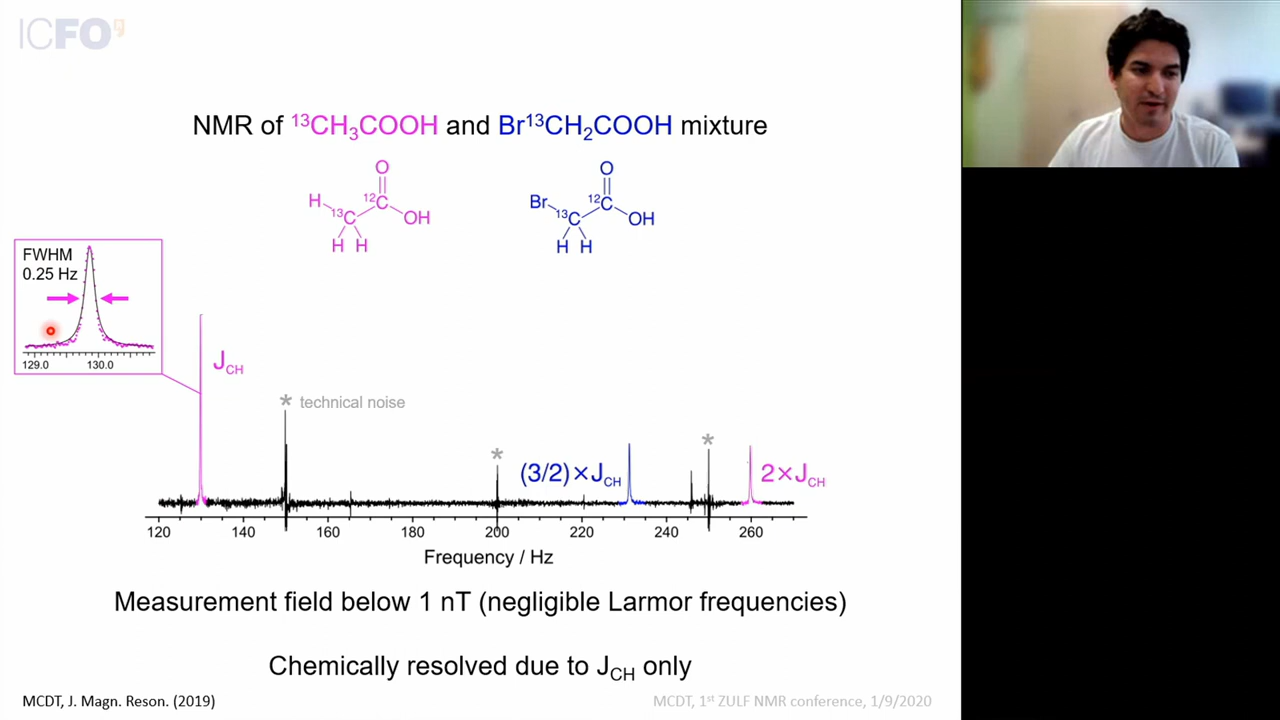 ICFO
NMR of ¹³CH₃COOH and Br¹³CH₂COOH mixture
O
H
¹³C
¹²C
OH
H H
O
Br
¹³C
¹²C
OH
H H
FWHM
0.25 Hz
129.0 130.0
J_CH
* technical noise
*
(3/2)×J_CH
*
2×J_CH
120 140 160 180 200 220 240 260
Frequency / Hz
Measurement field below 1 nT (negligible Larmor frequencies)
Chemically resolved due to J_CH only
MCDT, J. Magn. Reson. (2019)
MCDT, 1st ZULF NMR conference, 1/9/2020